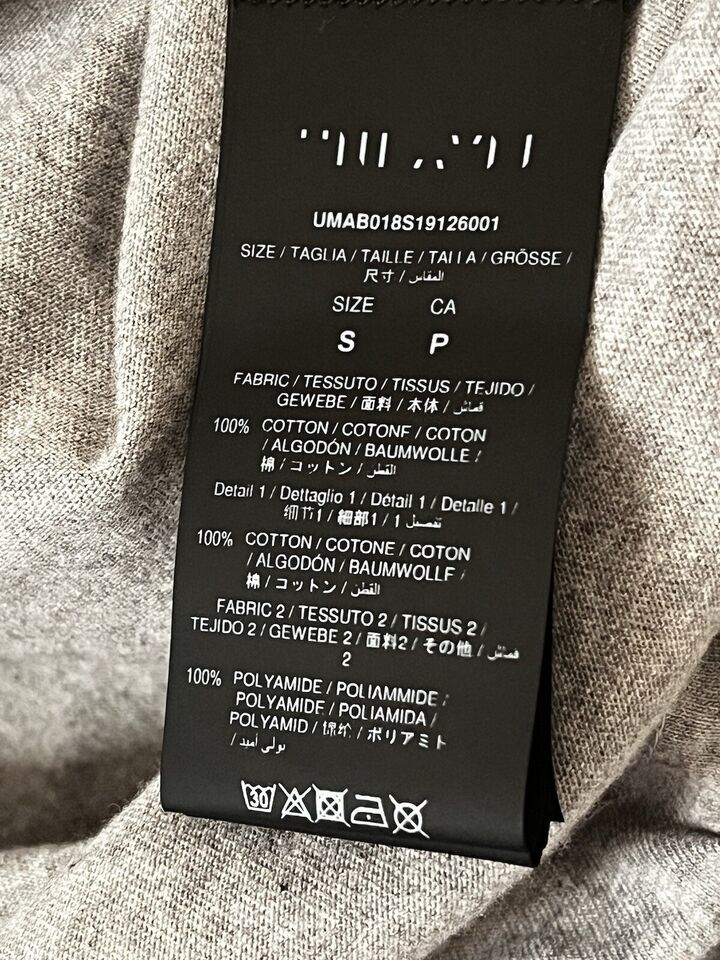 UMAB018S19126001
SIZE / TAGLIA / TAILLE / TALLA / GRÖSSE /
尺寸 / المقاس
SIZE CA
S P
FABRIC / TESSUTO / TISSUS / TEJIDO /
GEWEBE / 面料 / 本体 / قماش
100% COTTON / COTONE / COTON
/ ALGODÓN / BAUMWOLLE /
棉 / コットン / القطن
Detail 1 / Dettaglio 1 / Détail 1 / Detalle 1 /
细节1 / 細部1 / تفصيل 1
100% COTTON / COTONE / COTON
/ ALGODÓN / BAUMWOLLE /
棉 / コットン / القطن
FABRIC 2 / TESSUTO 2 / TISSUS 2 /
TEJIDO 2 / GEWEBE 2 / 面料2 / その他 / قماش
2
100% POLYAMIDE / POLIAMMIDE /
POLYAMIDE / POLIAMIDA /
POLYAMID / 锦纶 / ポリアミト
/ بولي أميد
30